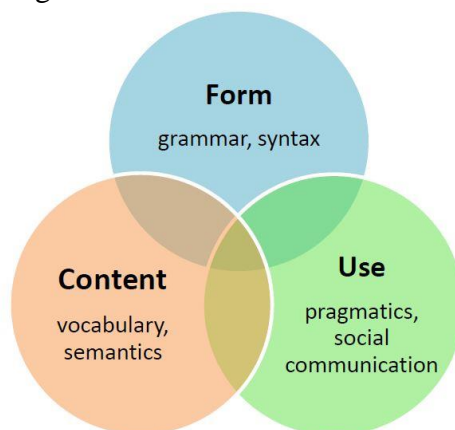 Form
grammar, syntax
Content
vocabulary,
semantics
Use
pragmatics,
social
communication